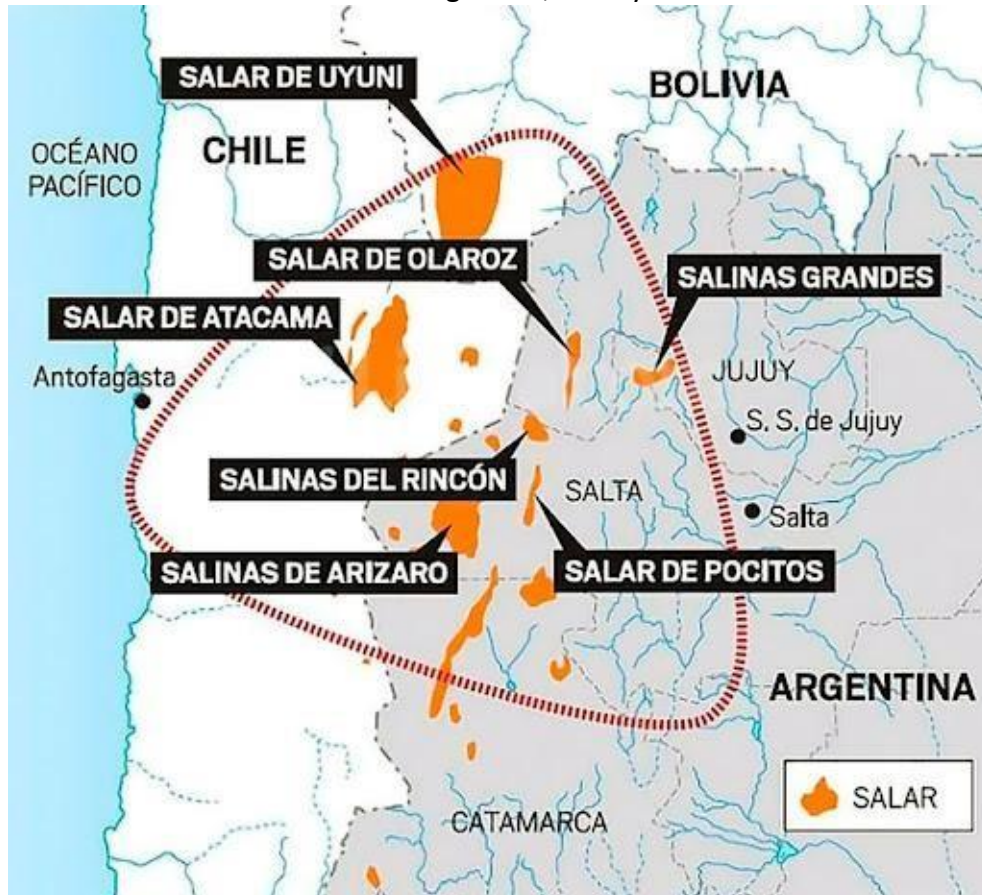 SALAR DE UYUNI
BOLIVIA
OCÉANO
PACÍFICO
CHILE
SALAR DE OLAROZ
SALINAS GRANDES
SALAR DE ATACAMA
Antofagasta
JUJUY
S. S. de Jujuy
SALINAS DEL RINCÓN
SALTA
Salta
SALINAS DE ARIZARO
SALAR DE POCITOS
ARGENTINA
SALAR
CATAMARCA